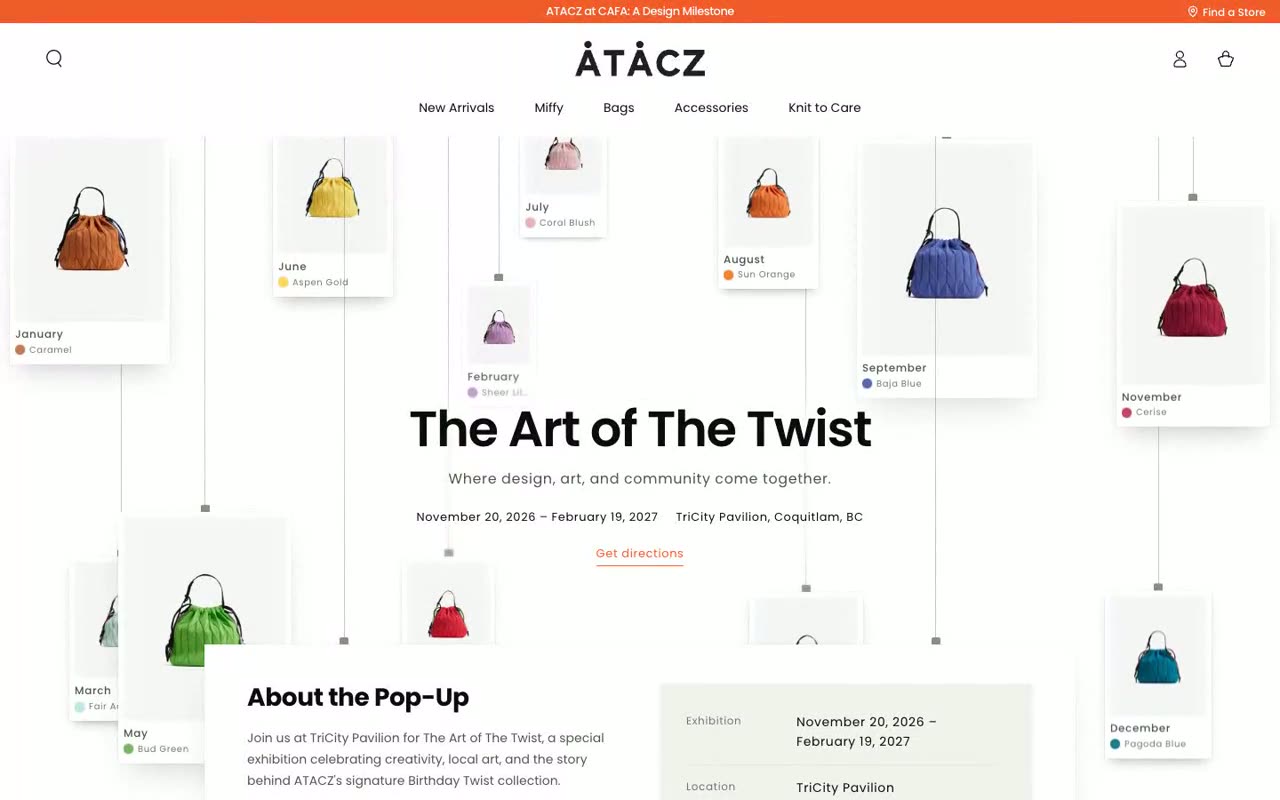 ATACZ at CAFA: A Design Milestone
Find a Store
ȦTȦCZ
New Arrivals
Miffy
Bags
Accessories
Knit to Care
January
Caramel
June
Aspen Gold
July
Coral Blush
February
Sheer Lil...
August
Sun Orange
September
Baja Blue
November
Cerise
The Art of The Twist
Where design, art, and community come together.
November 20, 2026 – February 19, 2027
TriCity Pavilion, Coquitlam, BC
Get directions
March
Fair A
May
Bud Green
December
Pagoda Blue
About the Pop-Up
Join us at TriCity Pavilion for The Art of The Twist, a special
exhibition celebrating creativity, local art, and the story
behind ATACZ's signature Birthday Twist collection.
Exhibition
November 20, 2026 –
February 19, 2027
Location
TriCity Pavilion